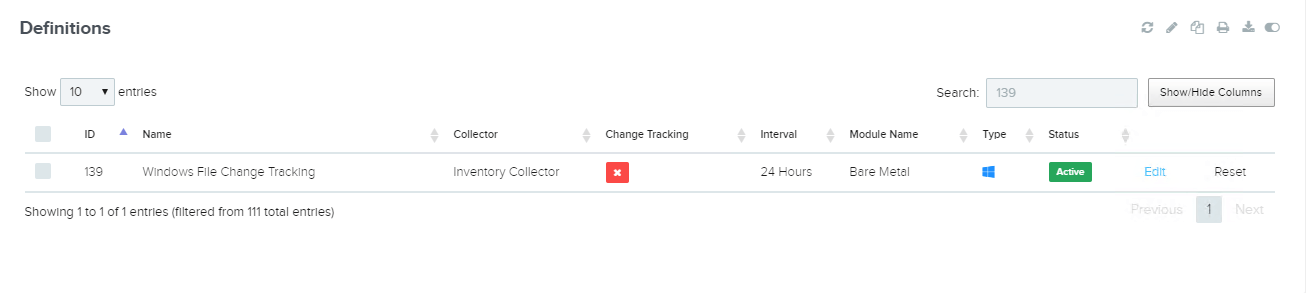 Definitions
Show 10 entries Search: 139 Show/Hide Columns
ID Name Collector Change Tracking Interval Module Name Type Status
139 Windows File Change Tracking Inventory Collector 24 Hours Bare Metal Active Edit Reset
Showing 1 to 1 of 1 entries (filtered from 111 total entries) Previous 1 Next